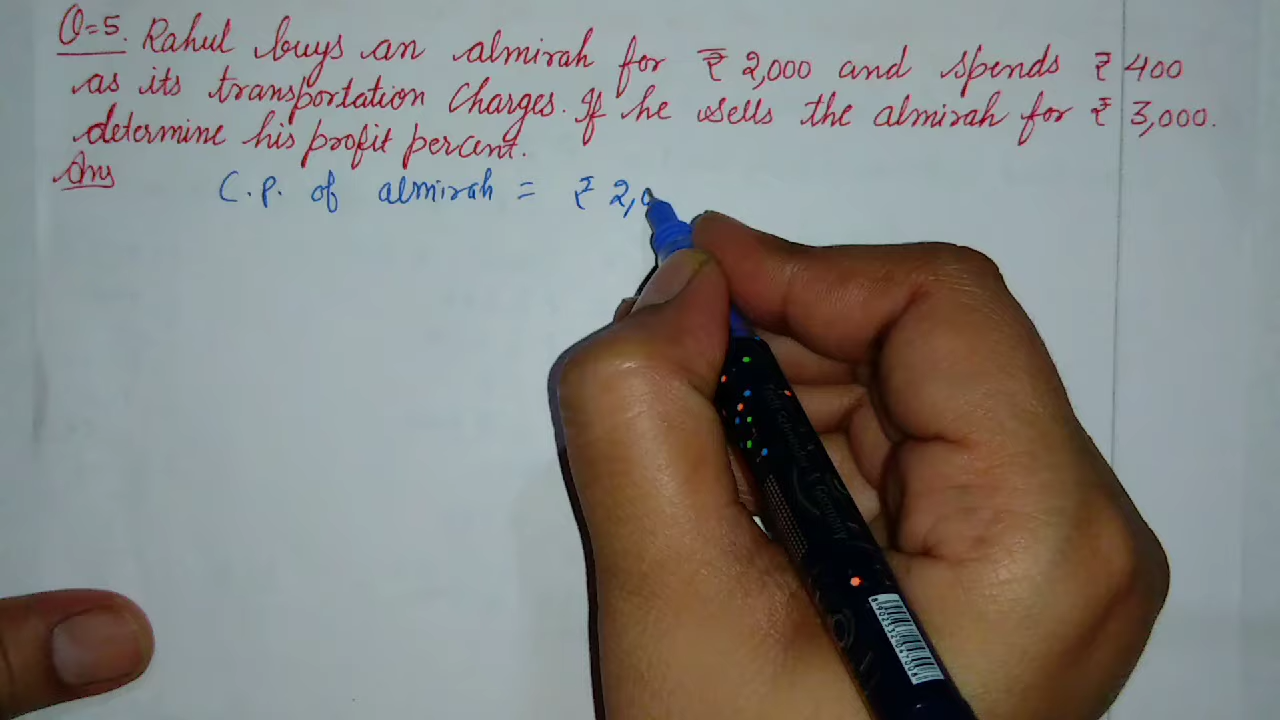 Q=5. Rahul buys an almirah for ₹ 2,000 and spends ₹ 400
as its transportation charges. If he sells the almirah for ₹ 3,000.
determine his profit percent.
Ans
C.P. of almirah = ₹ 2,0